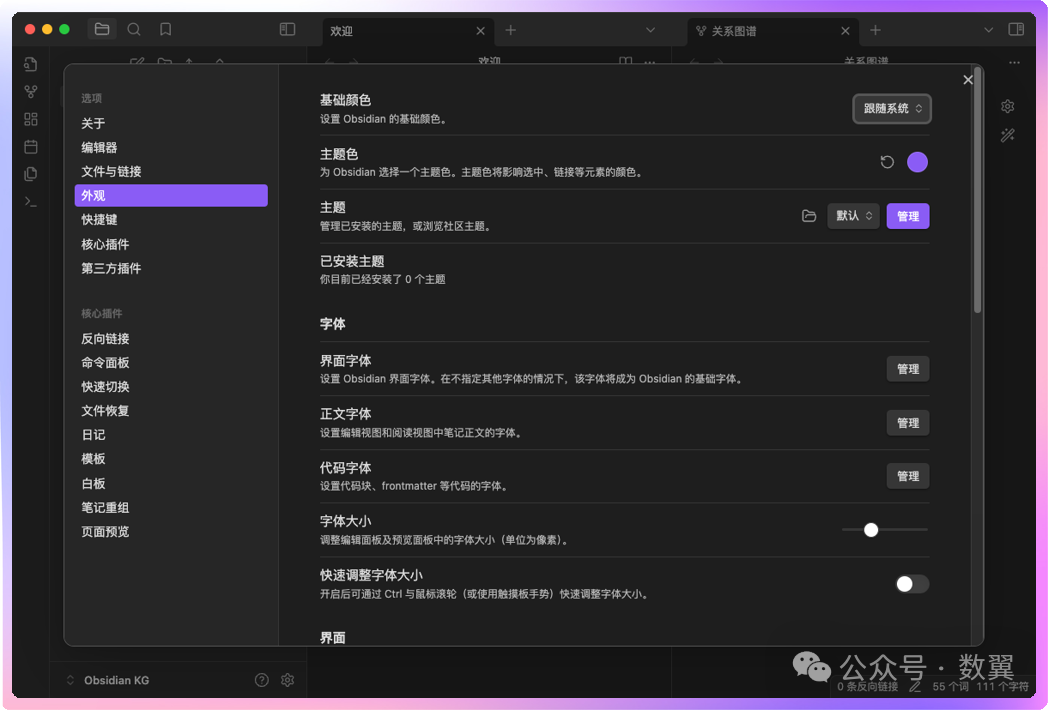 欢迎
关系图谱
欢迎
关系图谱
选项
关于
编辑器
文件与链接
外观
快捷键
核心插件
第三方插件
核心插件
反向链接
命令面板
快速切换
文件恢复
日记
模板
白板
笔记重组
页面预览
基础颜色
设置 Obsidian 的基础颜色。
跟随系统
主题色
为 Obsidian 选择一个主题色。主题色将影响选中、链接等元素的颜色。
主题
管理已安装的主题，或浏览社区主题。
默认
管理
已安装主题
你目前已经安装了 0 个主题
字体
界面字体
设置 Obsidian 界面字体。在不指定其他字体的情况下，该字体将成为 Obsidian 的基础字体。
管理
正文字体
设置编辑视图和阅读视图中笔记正文的字体。
管理
代码字体
设置代码块、frontmatter 等代码的字体。
管理
字体大小
调整编辑面板及预览面板中的字体大小（单位为像素）。
快速调整字体大小
开启后可通过 Ctrl 与鼠标滚轮（或使用触摸板手势）快速调整字体大小。
界面
Obsidian KG
公众号 · 数翼
0 条反向链接 55 个词 111 个字符